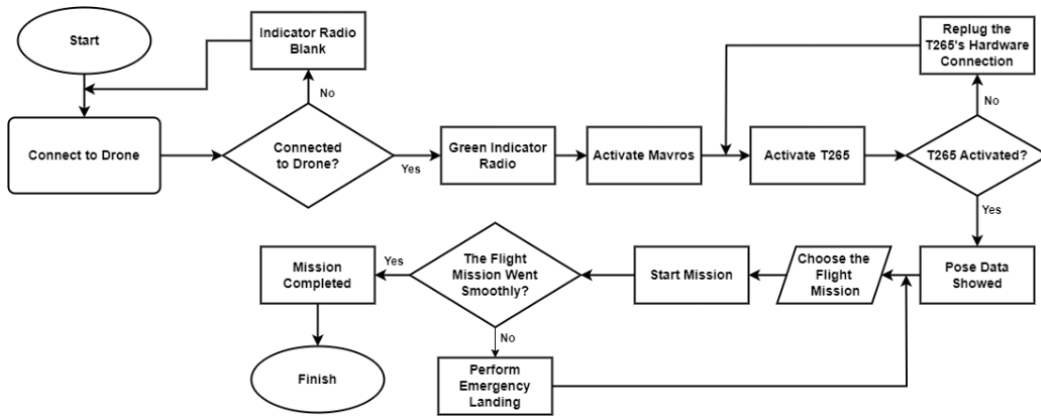 Start
Indicator Radio
Blank
Replug the
T265's Hardware
Connection
No
No
Connect to Drone
Connected
to Drone?
Yes
Green Indicator
Radio
Activate Mavros
Activate T265
T265 Activated?
Yes
Mission
Completed
Yes
The Flight
Mission Went
Smoothly?
Start Mission
Choose the
Flight
Mission
Pose Data
Showed
No
Finish
Perform
Emergency
Landing